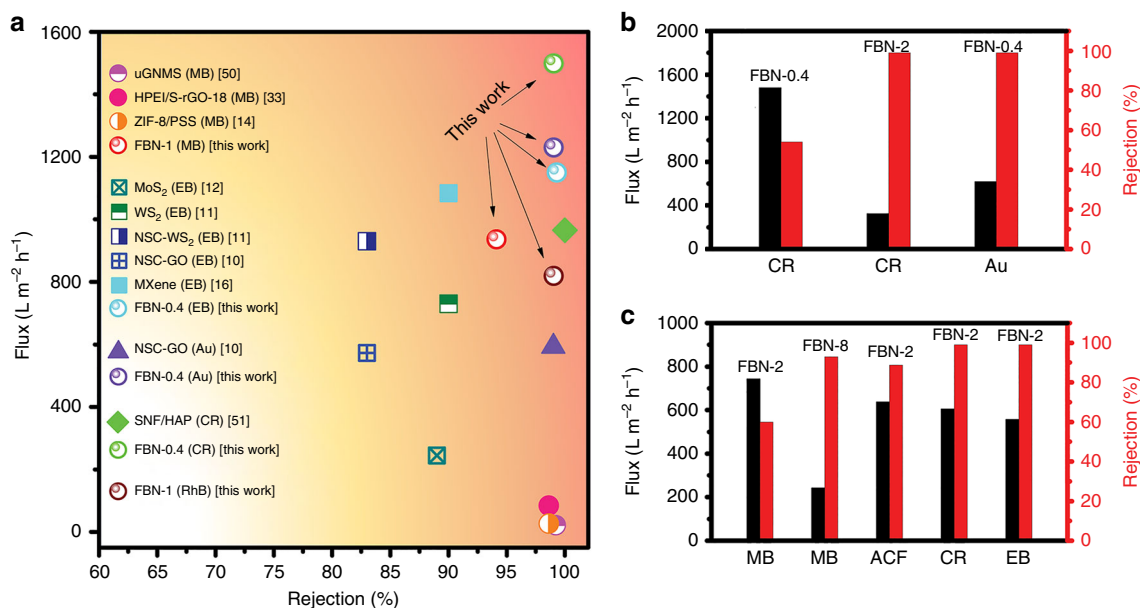 a
1600
1200
800
400
0
Flux (L m⁻² h⁻¹)
uGNMS (MB) [50]
HPEI/S-rGO-18 (MB) [33]
ZIF-8/PSS (MB) [14]
FBN-1 (MB) [this work]
MoS₂ (EB) [12]
WS₂ (EB) [11]
NSC-WS₂ (EB) [11]
NSC-GO (EB) [10]
MXene (EB) [16]
FBN-0.4 (EB) [this work]
NSC-GO (Au) [10]
FBN-0.4 (Au) [this work]
SNF/HAP (CR) [51]
FBN-0.4 (CR) [this work]
FBN-1 (RhB) [this work]
This work
60 65 70 75 80 85 90 95 100
Rejection (%)
b
2000
1600
1200
800
400
0
Flux (L m⁻² h⁻¹)
FBN-0.4 FBN-2 FBN-0.4
100
80
60
40
20
0
Rejection (%)
CR CR Au
c
1000
800
600
400
200
0
Flux (L m⁻² h⁻¹)
FBN-2 FBN-8 FBN-2 FBN-2 FBN-2
100
80
60
40
20
0
Rejection (%)
MB MB ACF CR EB